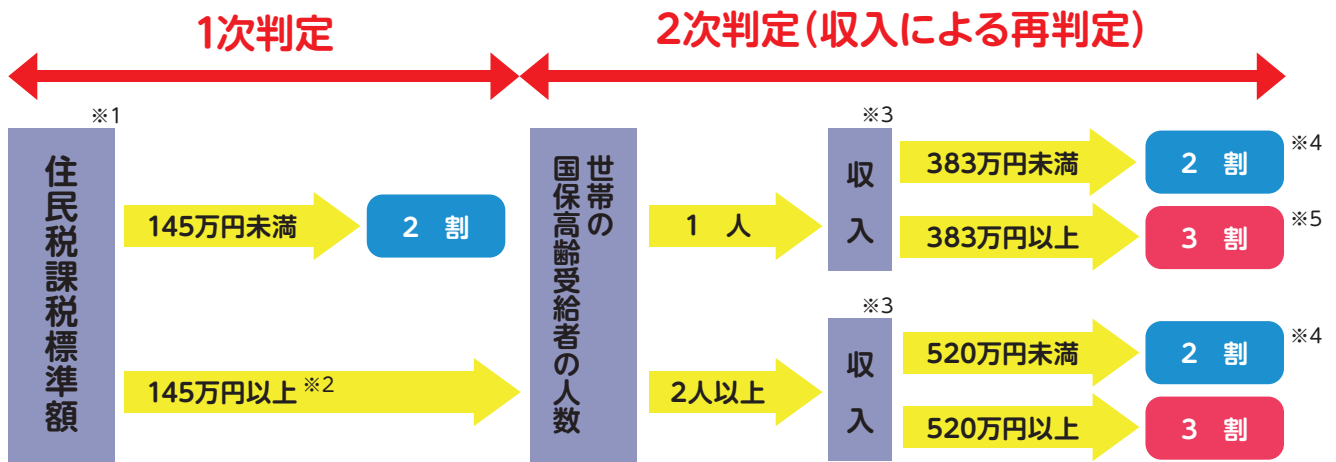 1次判定
2次判定(収入による再判定)
※1
住民税課税標準額
145万円未満
2 割
145万円以上 ※2
世帯の
国保高齢受給者の人数
1 人
※3
収入
383万円未満
2 割
※4
383万円以上
3 割
※5
2人以上
※3
収入
520万円未満
2 割
※4
520万円以上
3 割